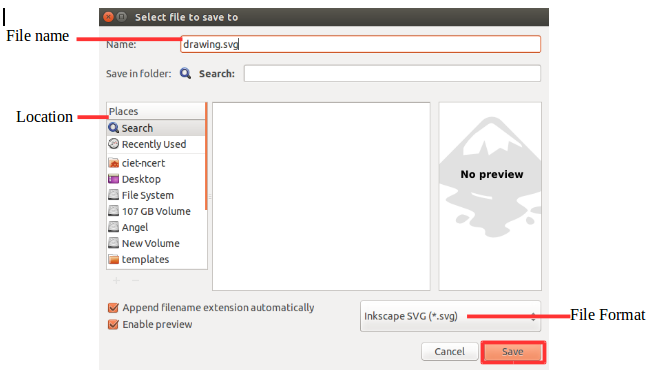 Select file to save to
File name
Name: drawing.svg
Save in folder: Search:
Location
Places
Search
Recently Used
ciet-ncert
Desktop
File System
107 GB Volume
Angel
New Volume
templates
No preview
Append filename extension automatically
Enable preview
Inkscape SVG (*.svg)
File Format
Cancel Save